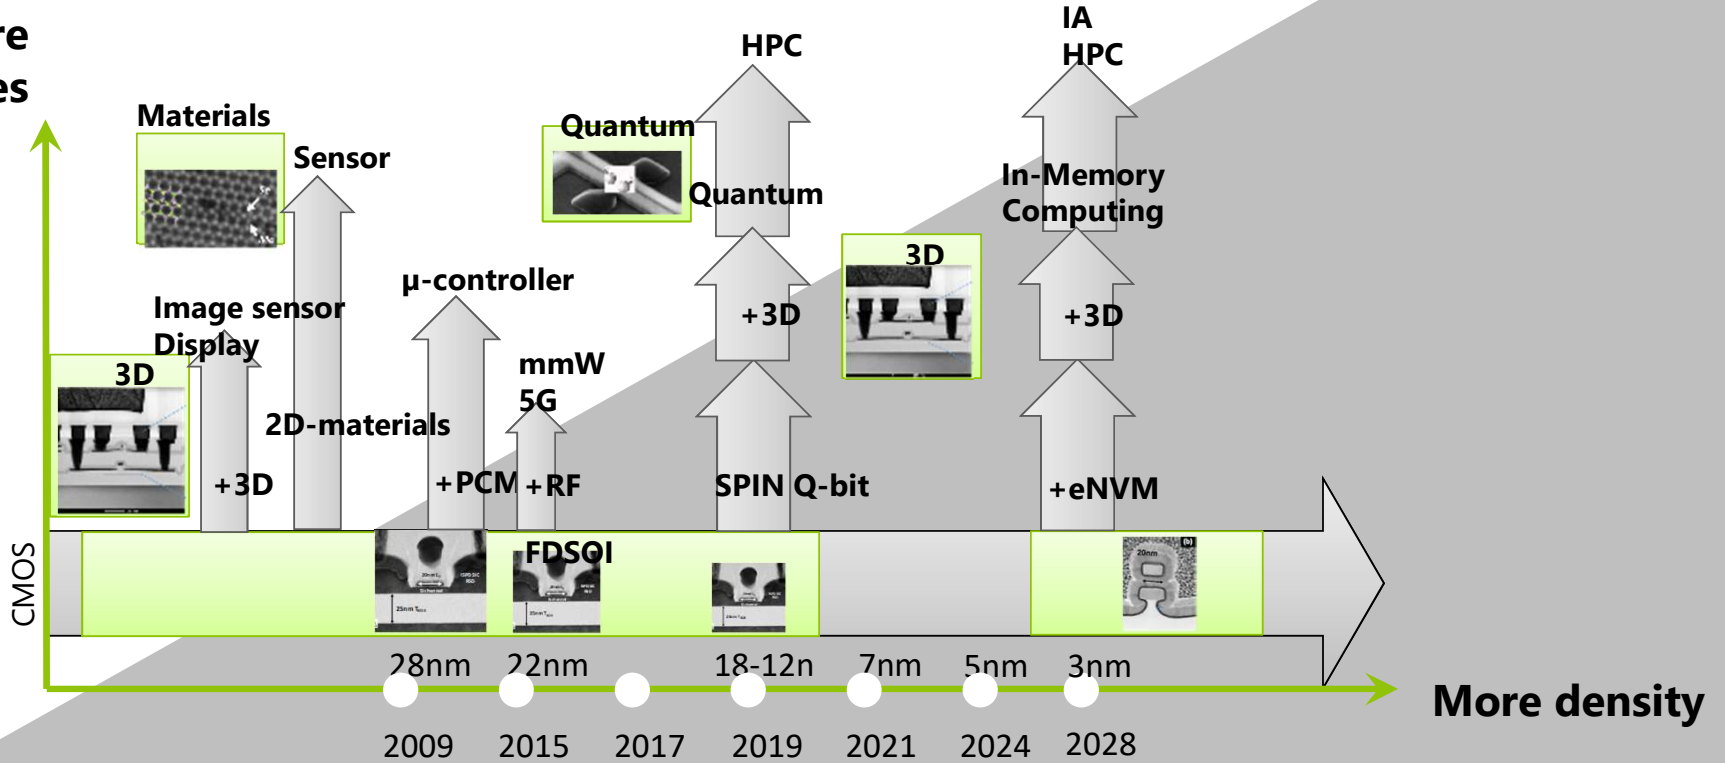 re
es
Materials
Sensor
Image sensor
Display
3D
+3D
2D-materials
µ-controller
+PCM
mmW
5G
+RF
Quantum
HPC
Quantum
+3D
SPIN Q-bit
3D
IA
HPC
In-Memory
Computing
+3D
+eNVM
CMOS
FDSOI
25nm
20nm
(b)
28nm
22nm
18-12n
7nm
5nm
3nm
More density
2009
2015
2017
2019
2021
2024
2028